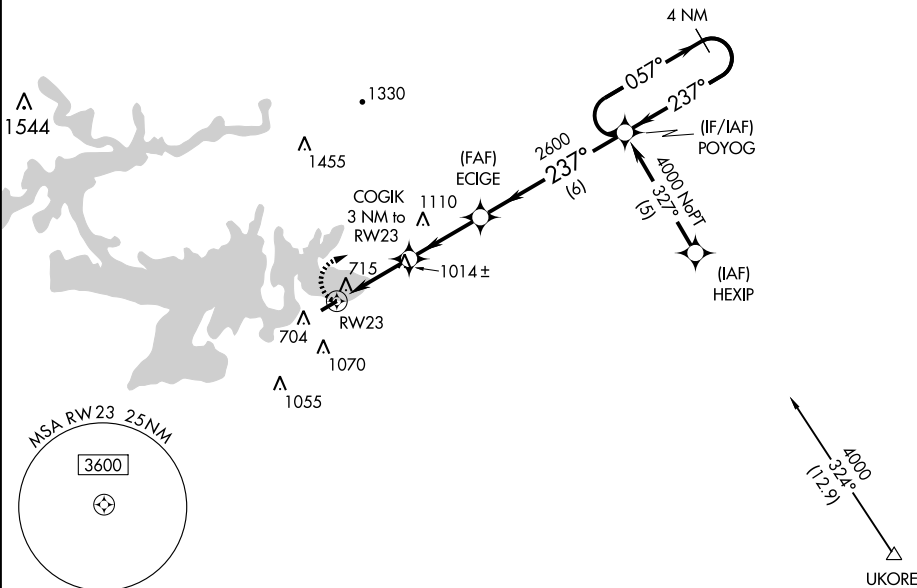 4 NM
057°
237°
1330
1544
(IF/IAF)
POYOG
2600
237°
(6)
1455
(FAF)
ECIGE
4000 NoPT
327°
(5)
COGIK
3 NM to
RW23
1110
1014 ±
(IAF)
HEXIP
715
RW23
704
1070
1055
MSA RW23 25NM
3600
4000
324°
(12.9)
UKORE